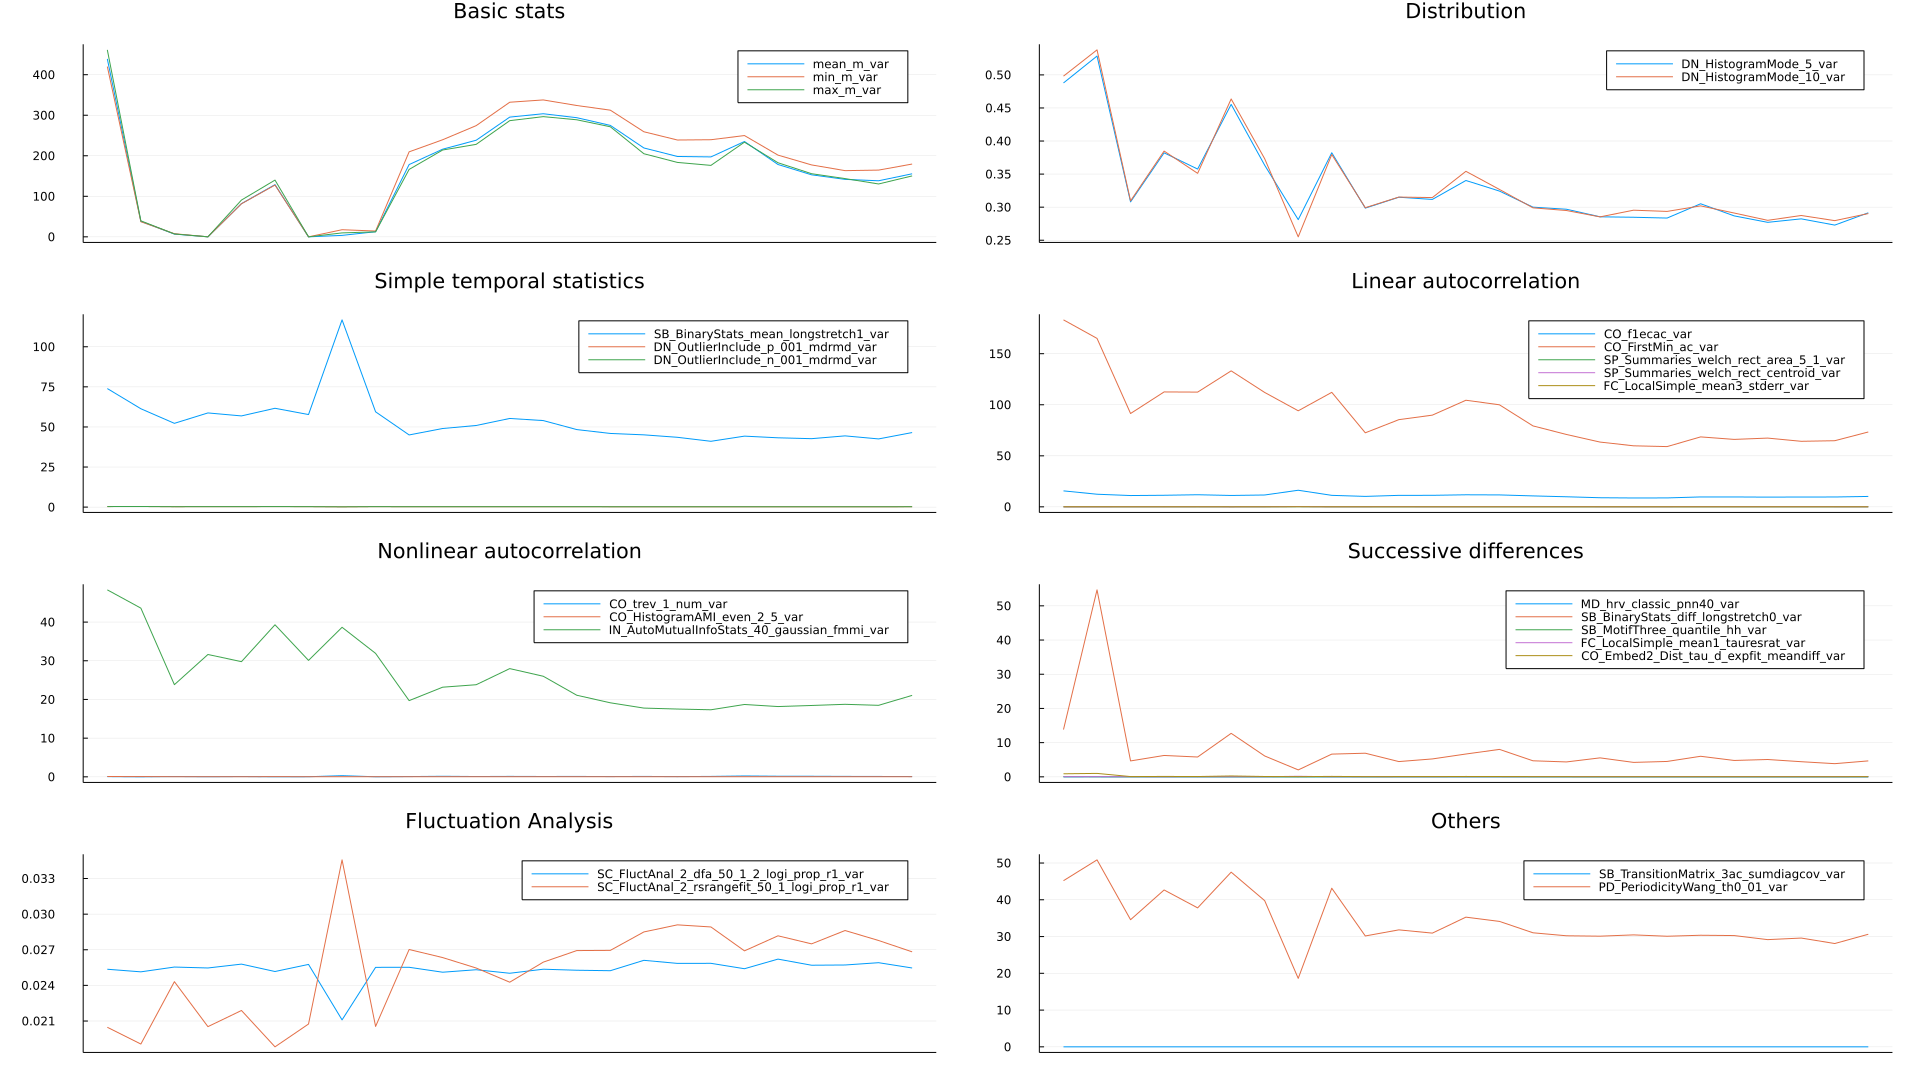 Basic stats
400
300
200
100
0
mean_m_var
min_m_var
max_m_var
Distribution
0.50
0.45
0.40
0.35
0.30
0.25
DN_HistogramMode_5_var
DN_HistogramMode_10_var
Simple temporal statistics
100
75
50
25
0
SB_BinaryStats_mean_longstretch1_var
DN_OutlierInclude_p_001_mdrmd_var
DN_OutlierInclude_n_001_mdrmd_var
Linear autocorrelation
150
100
50
0
CO_f1ecac_var
CO_FirstMin_ac_var
SP_Summaries_welch_rect_area_5_1_var
SP_Summaries_welch_rect_centroid_var
FC_LocalSimple_mean3_stderr_var
Nonlinear autocorrelation
40
30
20
10
0
CO_trev_1_num_var
CO_HistogramAMI_even_2_5_var
IN_AutoMutualInfoStats_40_gaussian_fmmi_var
Successive differences
50
40
30
20
10
0
MD_hrv_classic_pnn40_var
SB_BinaryStats_diff_longstretch0_var
SB_MotifThree_quantile_hh_var
FC_LocalSimple_mean1_tauresrat_var
CO_Embed2_Dist_tau_d_expfit_meandiff_var
Fluctuation Analysis
0.033
0.030
0.027
0.024
0.021
SC_FluctAnal_2_dfa_50_1_2_logi_prop_r1_var
SC_FluctAnal_2_rsrangefit_50_1_logi_prop_r1_var
Others
50
40
30
20
10
0
SB_TransitionMatrix_3ac_sumdiagcov_var
PD_PeriodicityWang_th0_01_var